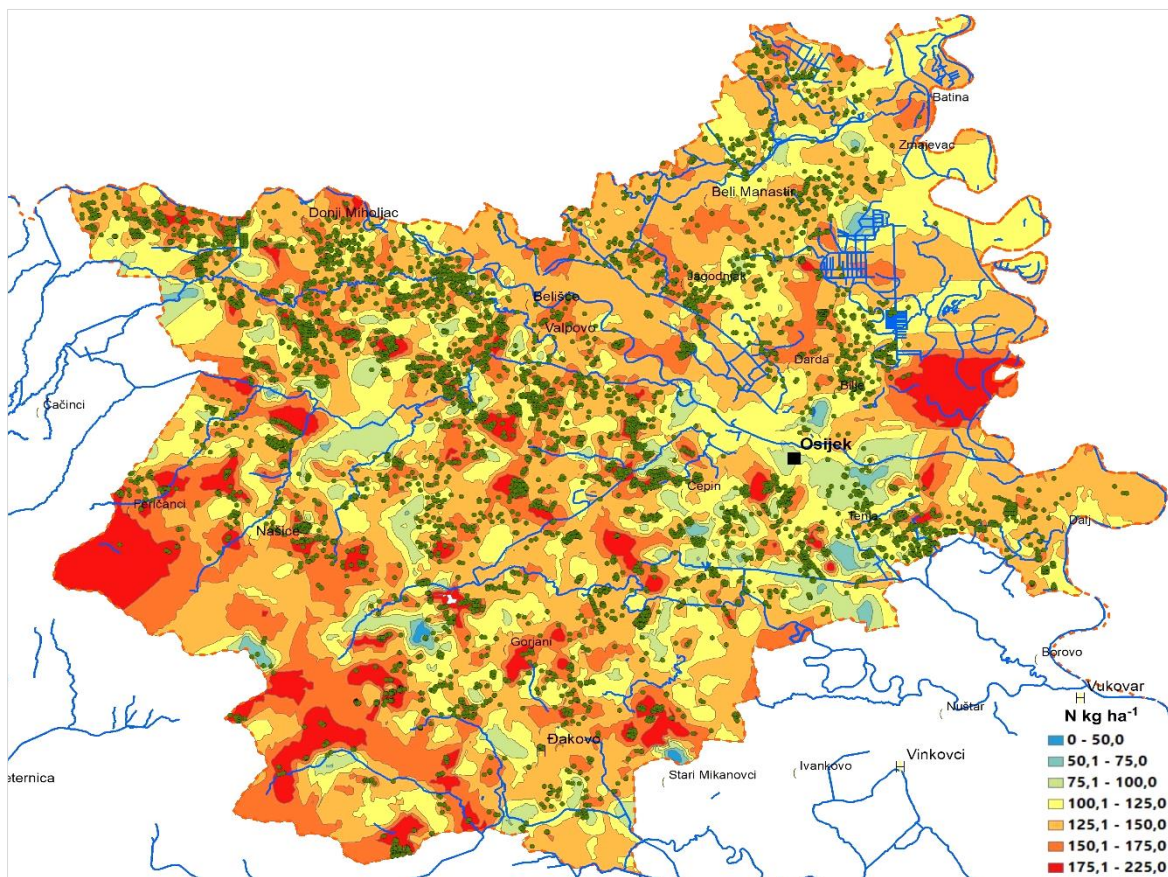 Batina
Zmajevac
Beli Manastir
Donji Miholjac
Jagodnjak
Belišće
Valpovo
Darda
Bilje
Čačinci
Osijek
Čepin
Feričanci
Tenja
Dalj
Našice
Gorjani
Borovo
Vukovar
Nuštar
Đakovo
Vinkovci
Ivankovo
Stari Mikanovci
eternica
N kg ha⁻¹
0 - 50,0
50,1 - 75,0
75,1 - 100,0
100,1 - 125,0
125,1 - 150,0
150,1 - 175,0
175,1 - 225,0